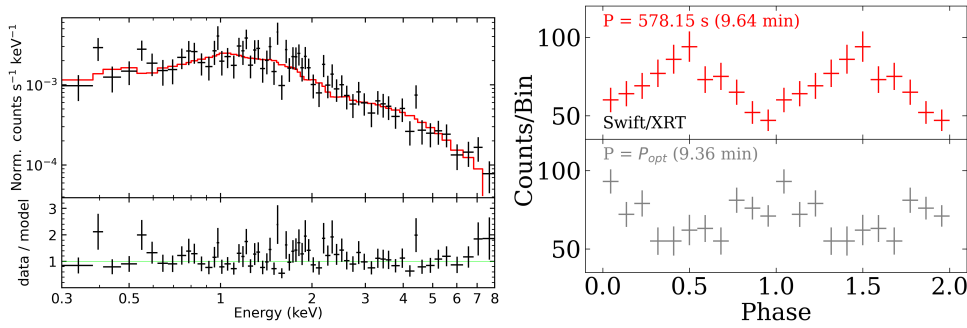 Norm. counts s⁻¹ keV⁻¹
10⁻³
10⁻⁴
data / model
3
2
1
0.3 0.5 1 2 3 4 5 6 7 8
Energy (keV)
Counts/Bin
P = 578.15 s (9.64 min)
100
50
Swift/XRT
P = Pₒₚₜ (9.36 min)
100
50
0.0 0.5 1.0 1.5 2.0
Phase